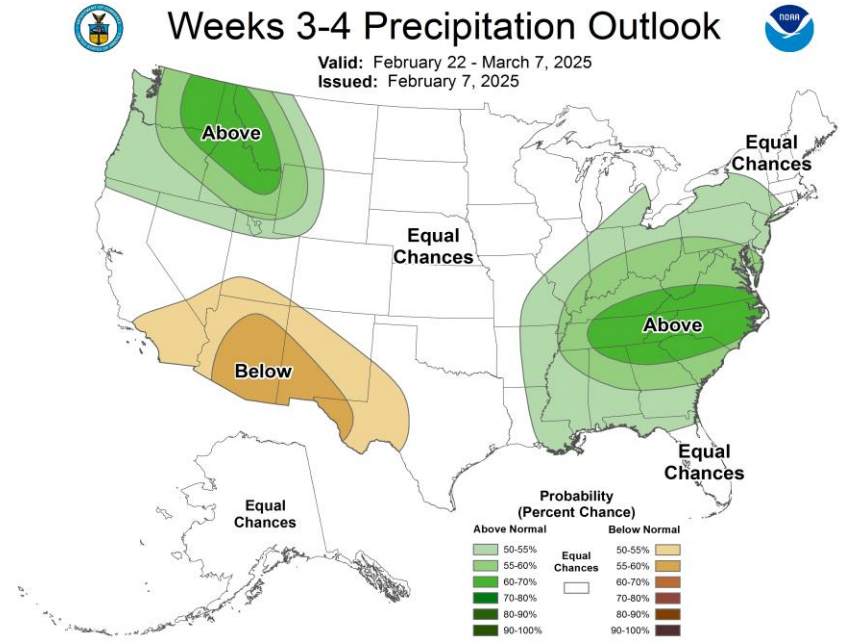 Weeks 3-4 Precipitation Outlook
NOAA
Valid: February 22 - March 7, 2025
Issued: February 7, 2025
Above
Equal
Chances
Equal
Chances
Above
Below
Equal
Chances
Equal
Chances
Probability
(Percent Chance)
Above Normal
Below Normal
Equal
Chances
50-55%
55-60%
60-70%
70-80%
80-90%
90-100%
50-55%
55-60%
60-70%
70-80%
80-90%
90-100%